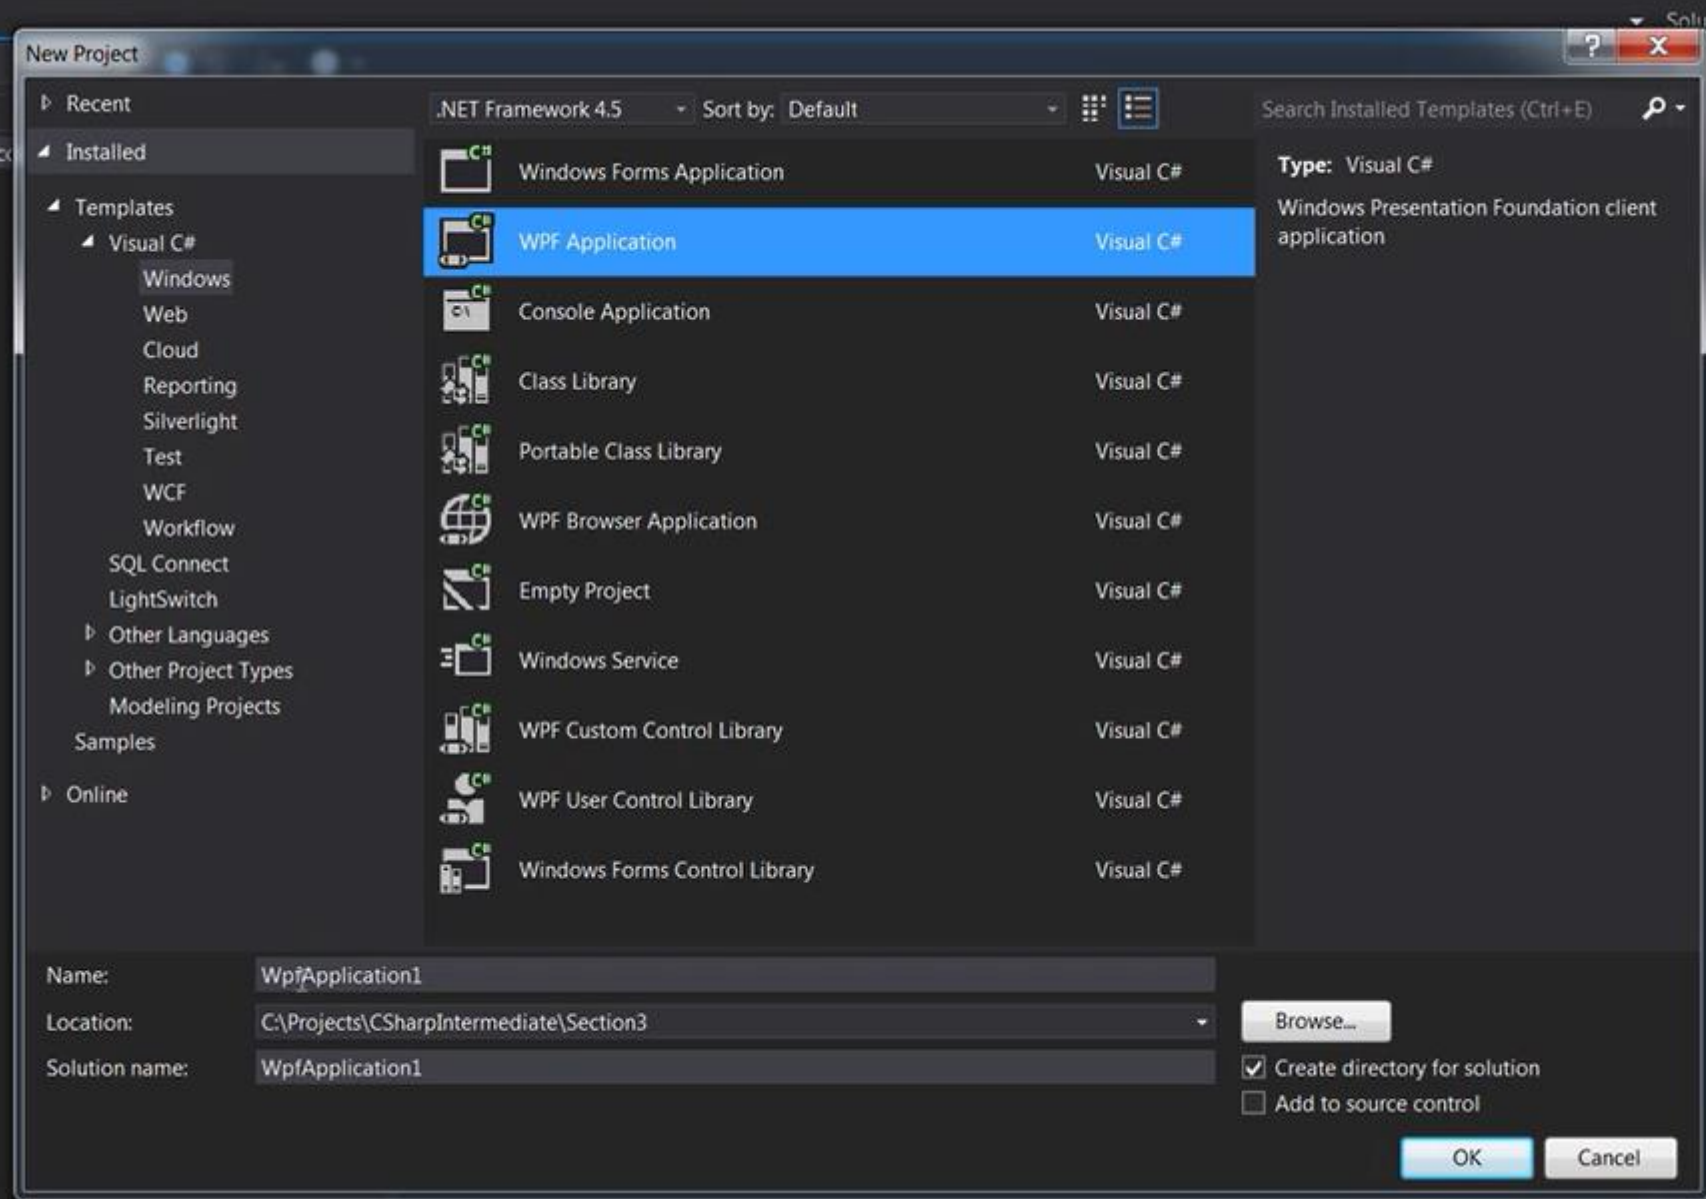 Solu
New Project
Recent
Installed
Templates
Visual C#
Windows
Web
Cloud
Reporting
Silverlight
Test
WCF
Workflow
SQL Connect
LightSwitch
Other Languages
Other Project Types
Modeling Projects
Samples
Online
.NET Framework 4.5 Sort by: Default
Windows Forms Application Visual C#
WPF Application Visual C#
Console Application Visual C#
Class Library Visual C#
Portable Class Library Visual C#
WPF Browser Application Visual C#
Empty Project Visual C#
Windows Service Visual C#
WPF Custom Control Library Visual C#
WPF User Control Library Visual C#
Windows Forms Control Library Visual C#
Search Installed Templates (Ctrl+E)
Type: Visual C#
Windows Presentation Foundation client
application
Name: WpfApplication1
Location: C:\Projects\CSharpIntermediate\Section3
Browse...
Solution name: WpfApplication1
Create directory for solution
Add to source control
OK Cancel